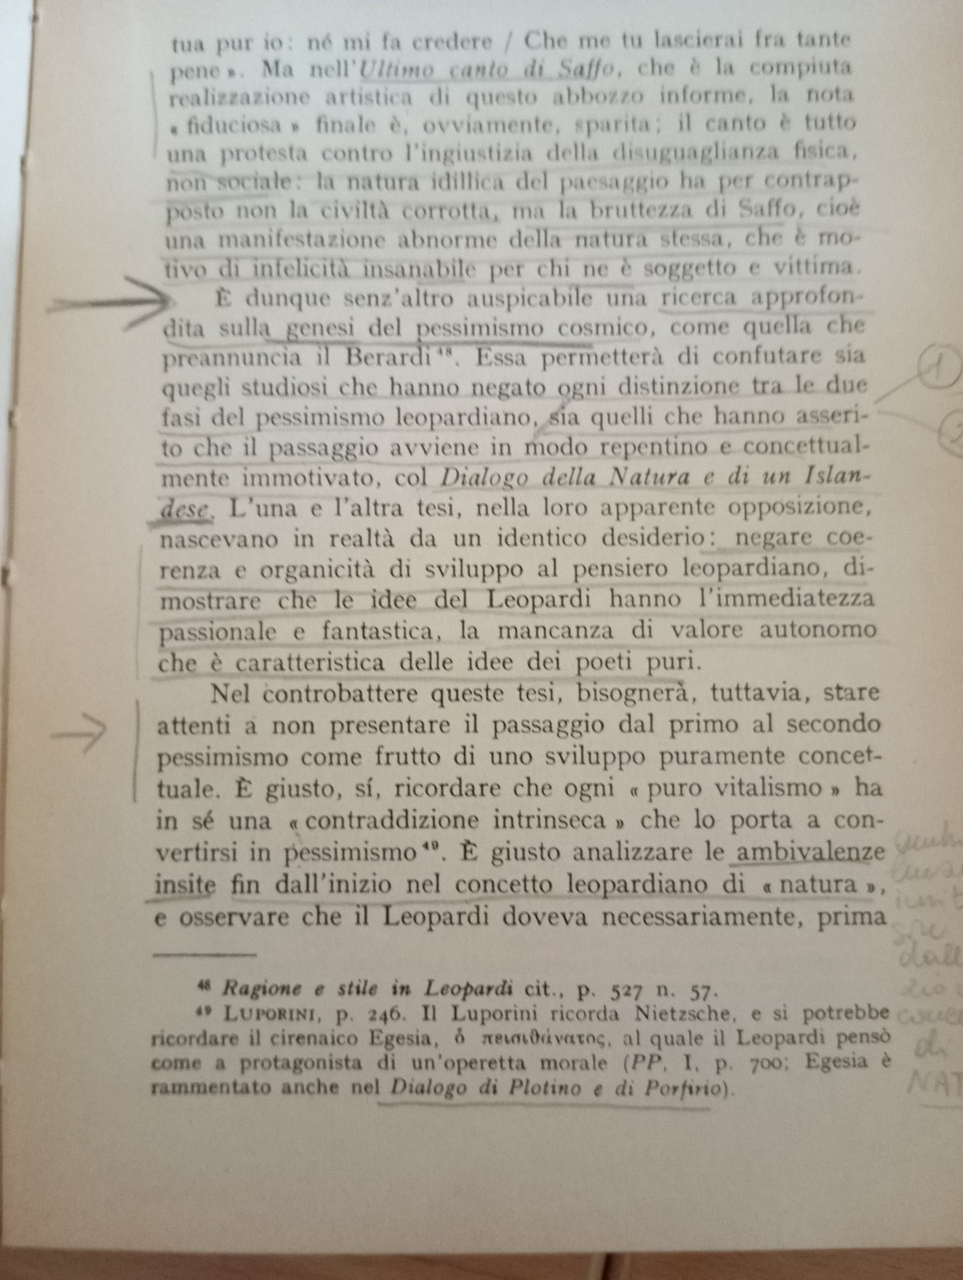 tua pur io: né mi fa credere / Che me tu lascierai fra tante
pene ». Ma nell'Ultimo canto di Saffo, che è la compiuta
realizzazione artistica di questo abbozzo informe, la nota
« fiduciosa » finale è, ovviamente, sparita; il canto è tutto
una protesta contro l'ingiustizia della disuguaglianza fisica,
non sociale: la natura idillica del paesaggio ha per contrap-
posto non la civiltà corrotta, ma la bruttezza di Saffo, cioè
una manifestazione abnorme della natura stessa, che è mo-
tivo di infelicità insanabile per chi ne è soggetto e vittima.
È dunque senz'altro auspicabile una ricerca approfon-
dita sulla genesi del pessimismo cosmico, come quella che
preannuncia il Berardi⁴⁸. Essa permetterà di confutare sia
quegli studiosi che hanno negato ogni distinzione tra le due
fasi del pessimismo leopardiano, sia quelli che hanno asseri-
to che il passaggio avviene in modo repentino e concettual-
mente immotivato, col Dialogo della Natura e di un Islan-
dese. L'una e l'altra tesi, nella loro apparente opposizione,
nascevano in realtà da un identico desiderio: negare coe-
renza e organicità di sviluppo al pensiero leopardiano, di-
mostrare che le idee del Leopardi hanno l'immediatezza
passionale e fantastica, la mancanza di valore autonomo
che è caratteristica delle idee dei poeti puri.
Nel controbattere queste tesi, bisognerà, tuttavia, stare
attenti a non presentare il passaggio dal primo al secondo
pessimismo come frutto di uno sviluppo puramente concet-
tuale. È giusto, sí, ricordare che ogni « puro vitalismo » ha
in sé una « contraddizione intrinseca » che lo porta a con-
vertirsi in pessimismo⁴⁹. È giusto analizzare le ambivalenze
insite fin dall'inizio nel concetto leopardiano di « natura »,
e osservare che il Leopardi doveva necessariamente, prima
⁴⁸ Ragione e stile in Leopardi cit., p. 527 n. 57.
⁴⁹ LUPORINI, p. 246. Il Luporini ricorda Nietzsche, e si potrebbe
ricordare il cirenaico Egesia, ὁ πεισιθάνατος, al quale il Leopardi pensò
come a protagonista di un'operetta morale (PP, I, p. 700; Egesia è
rammentato anche nel Dialogo di Plotino e di Porfirio).
1
2
di
NAT